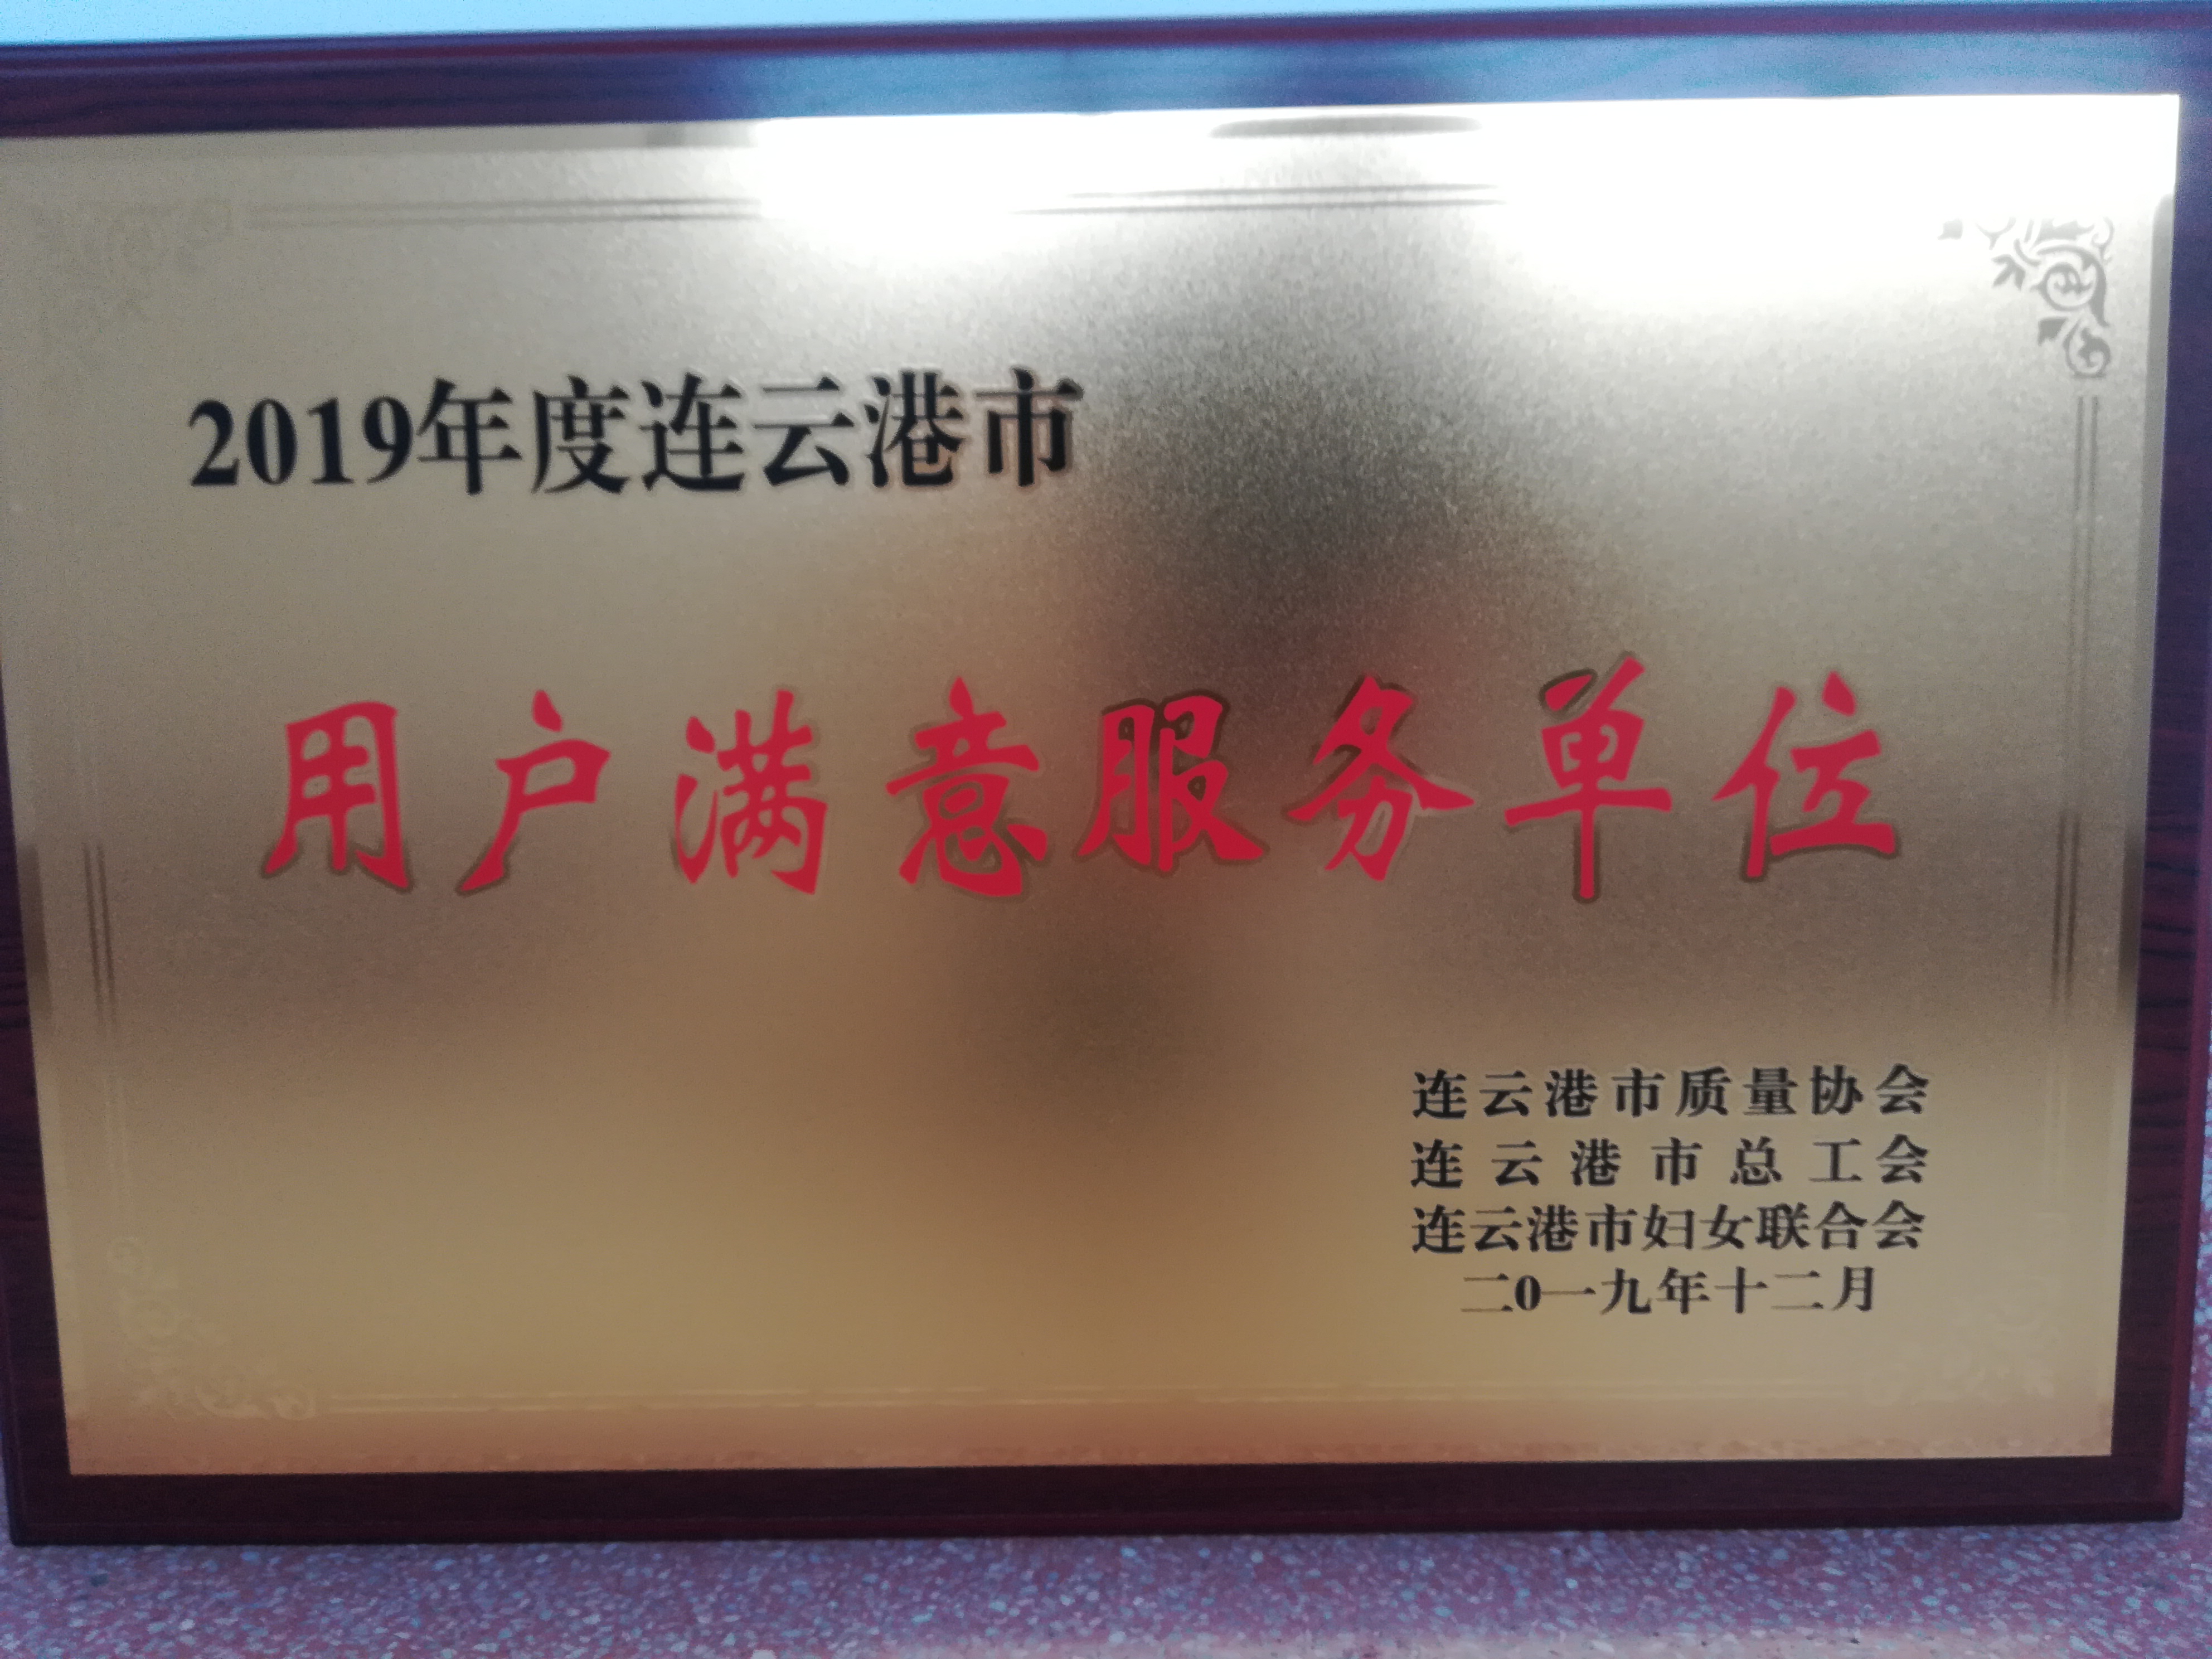 2019年度连云港市
用户满意服务单位
连云港市质量协会
连云港市总工会
连云港市妇女联合会
二0一九年十二月